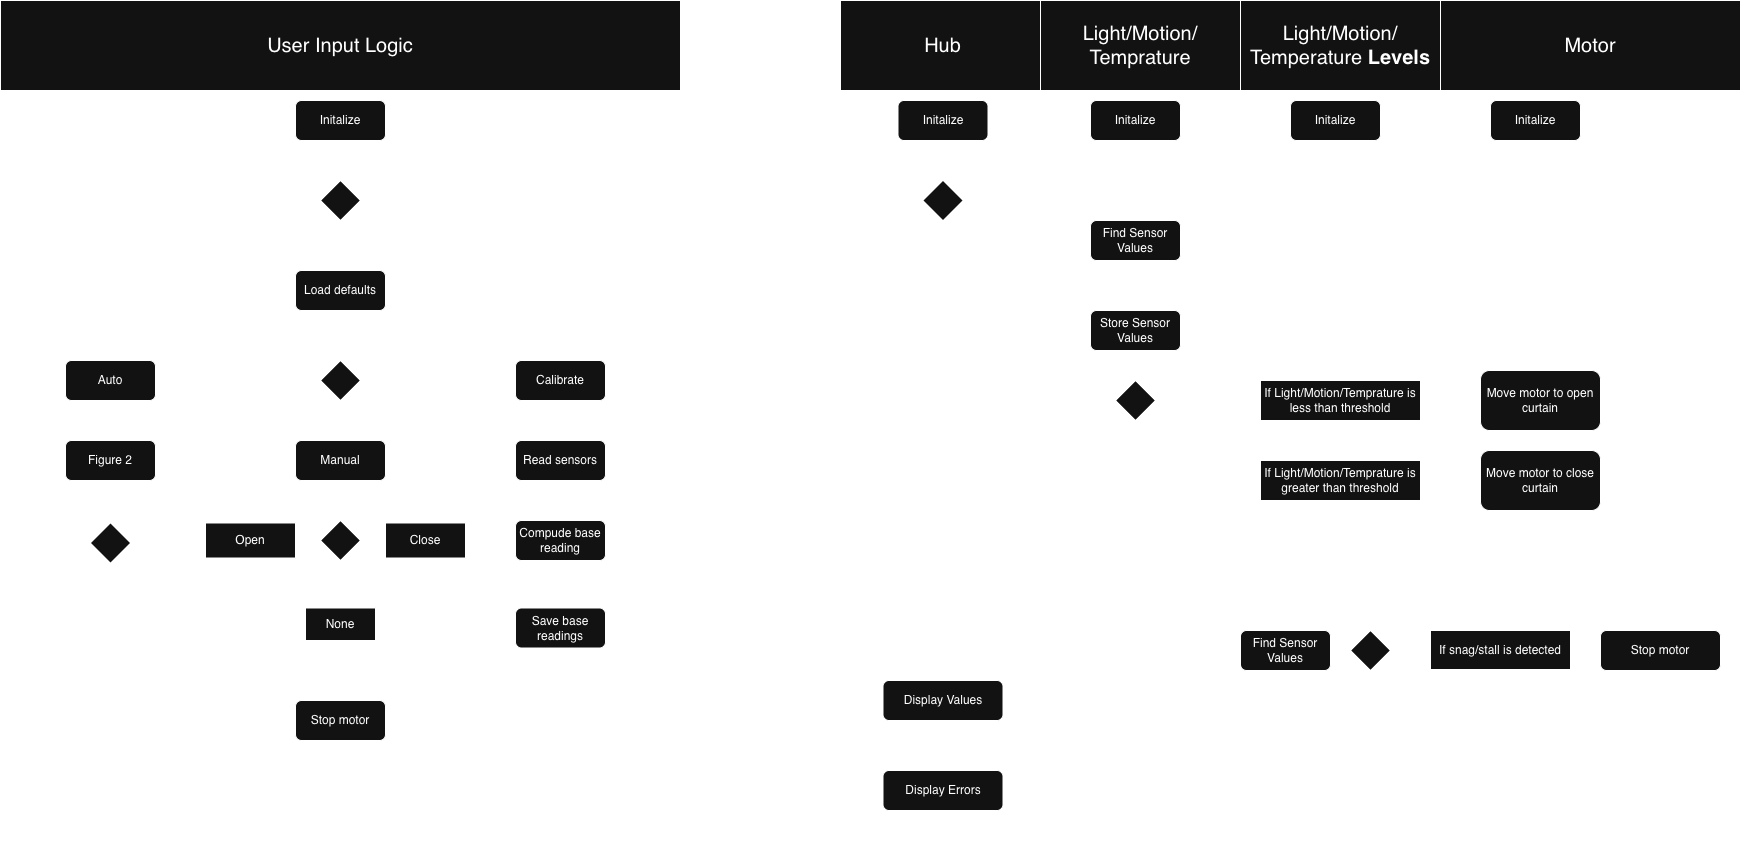 User Input Logic
Initalize
Load defaults
Auto
Calibrate
Figure 2
Manual
Read sensors
Open
Close
Compude base
reading
None
Save base
readings
Stop motor
Hub
Light/Motion/
Temprature
Light/Motion/
Temperature Levels
Motor
Initalize
Initalize
Initalize
Initalize
Find Sensor
Values
Store Sensor
Values
If Light/Motion/Temprature is
less than threshold
Move motor to open
curtain
If Light/Motion/Temprature is
greater than threshold
Move motor to close
curtain
Find Sensor
Values
If snag/stall is detected
Stop motor
Display Values
Display Errors